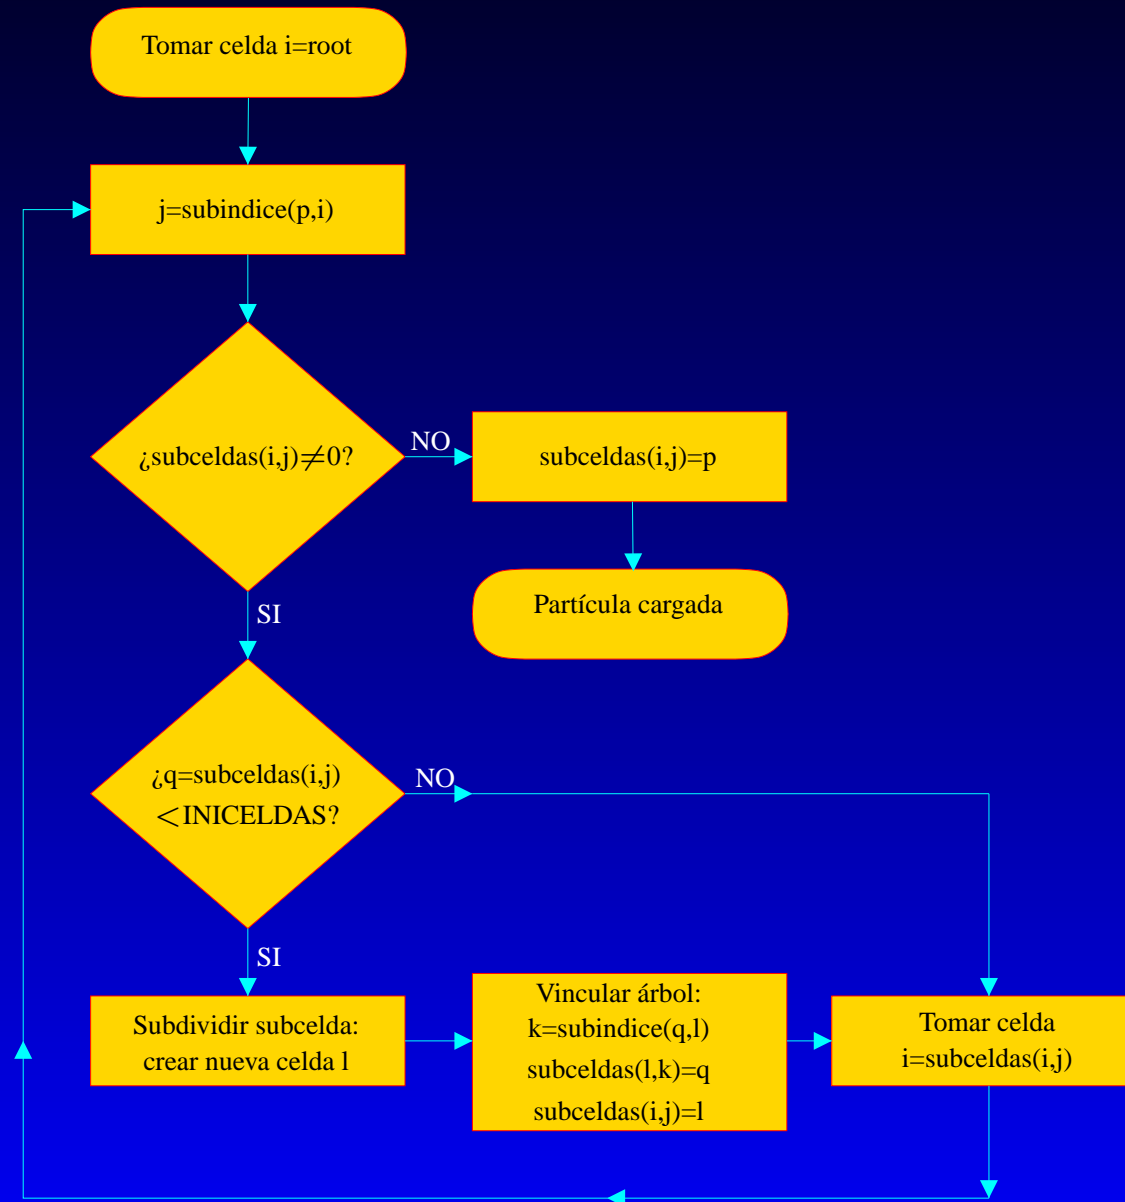 Tomar celda i=root
j=subindice(p,i)
¿subceldas(i,j)≠0?
NO
subceldas(i,j)=p
Partícula cargada
SI
¿q=subceldas(i,j)
<INICELDAS?
NO
SI
Subdividir subcelda:
crear nueva celda l
Vincular árbol:
k=subindice(q,l)
subceldas(l,k)=q
subceldas(i,j)=l
Tomar celda
i=subceldas(i,j)